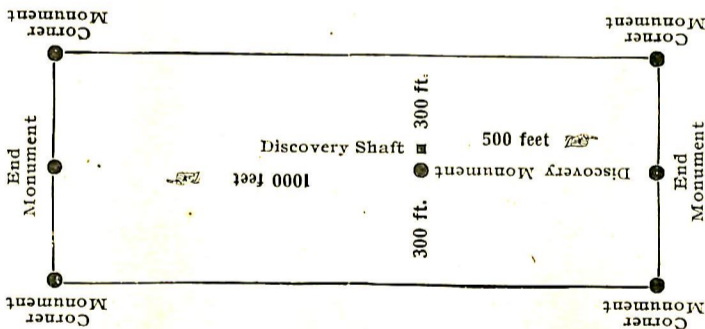 Corner
Monument
Corner
Monument
End
Monument
300 ft.
Discovery Shaft
500 feet
1000 feet
Discovery Monument
End
Monument
300 ft.
Corner
Monument
Corner
Monument